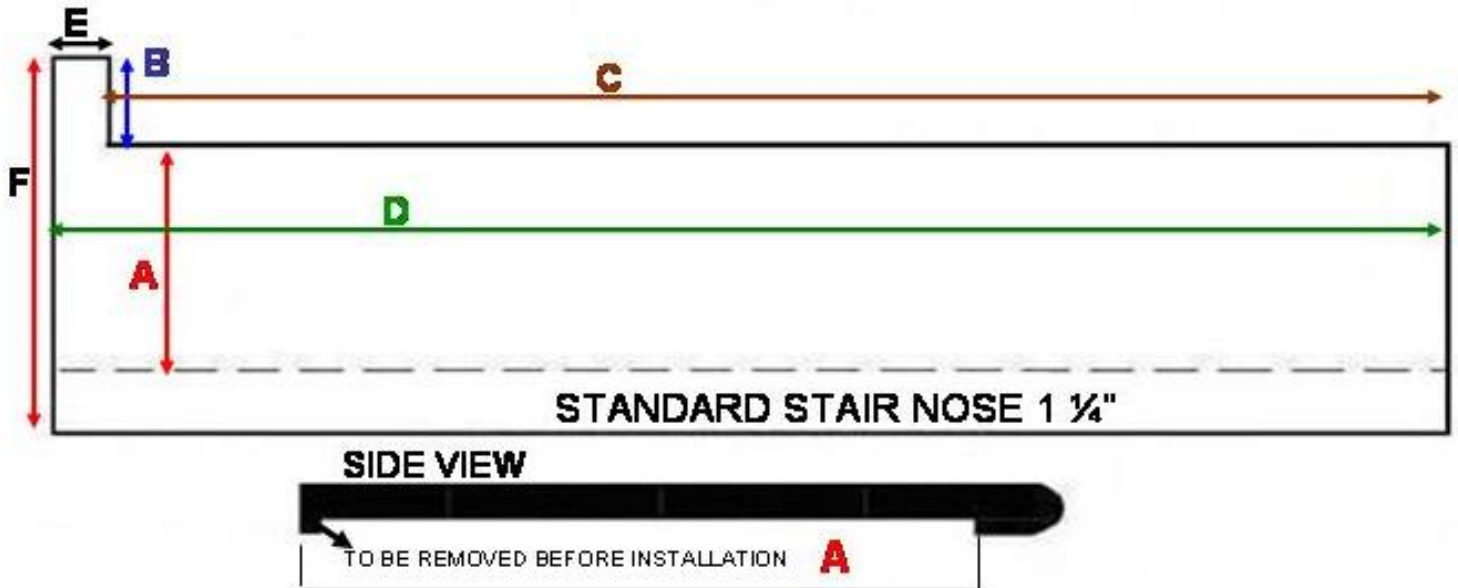 E
B
C
F
D
A
STANDARD STAIR NOSE 1 ¼"
SIDE VIEW
TO BE REMOVED BEFORE INSTALLATION A